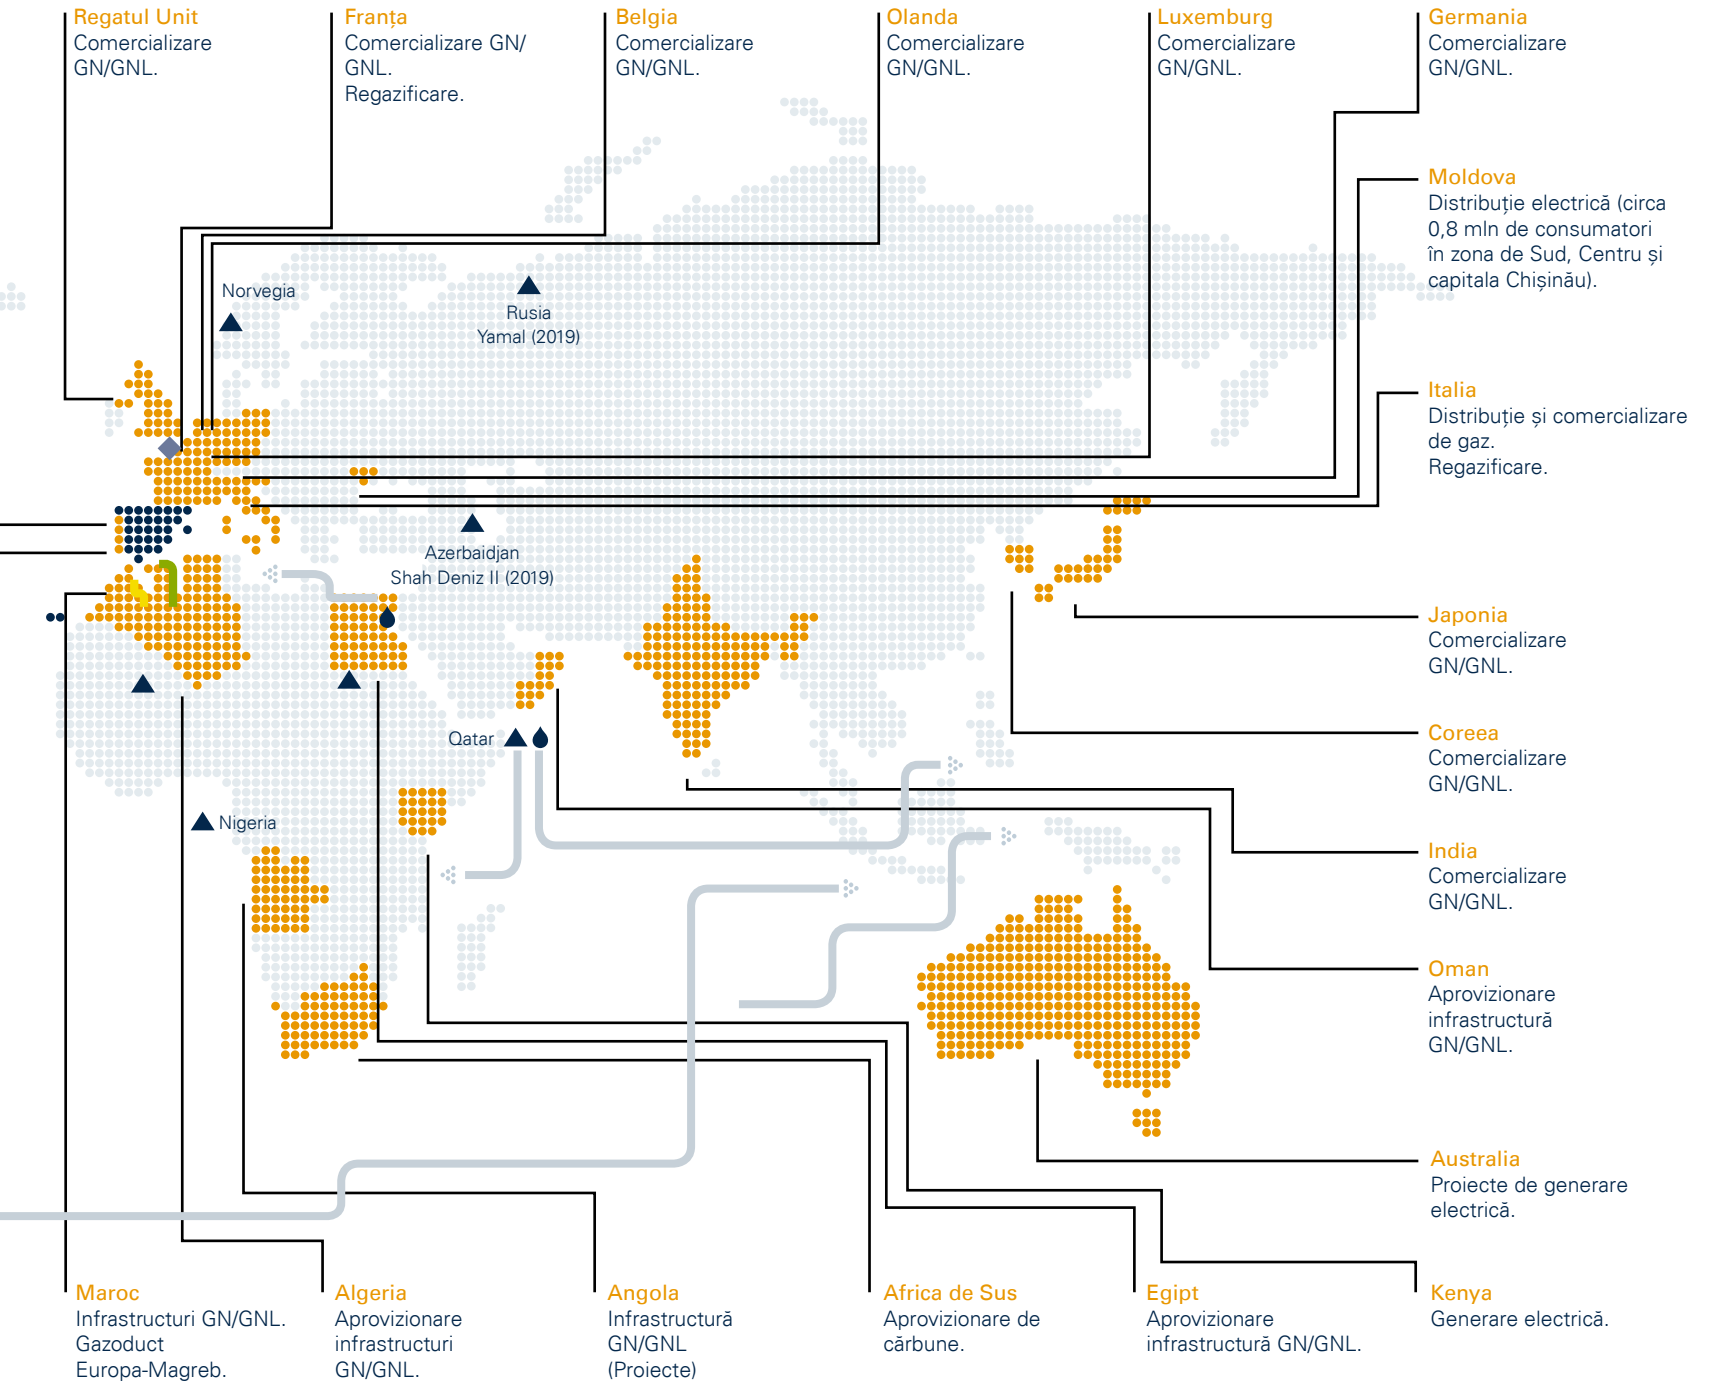 Regatul Unit
Comercializare
GN/GNL.
Franța
Comercializare GN/
GNL.
Regazificare.
Belgia
Comercializare
GN/GNL.
Olanda
Comercializare
GN/GNL.
Luxemburg
Comercializare
GN/GNL.
Germania
Comercializare
GN/GNL.
Moldova
Distribuție electrică (circa
0,8 mln de consumatori
în zona de Sud, Centru și
capitala Chișinău).
Norvegia
Rusia
Yamal (2019)
Italia
Distribuție și comercializare
de gaz.
Regazificare.
Azerbaidjan
Shah Deniz II (2019)
Japonia
Comercializare
GN/GNL.
Qatar
Coreea
Comercializare
GN/GNL.
Nigeria
India
Comercializare
GN/GNL.
Oman
Aprovizionare
infrastructură
GN/GNL.
Australia
Proiecte de generare
electrică.
Maroc
Infrastructuri GN/GNL.
Gazoduct
Europa-Magreb.
Algeria
Aprovizionare
infrastructuri
GN/GNL.
Angola
Infrastructură
GN/GNL
(Proiecte)
Africa de Sus
Aprovizionare de
cărbune.
Egipt
Aprovizionare
infrastructură GN/GNL.
Kenya
Generare electrică.